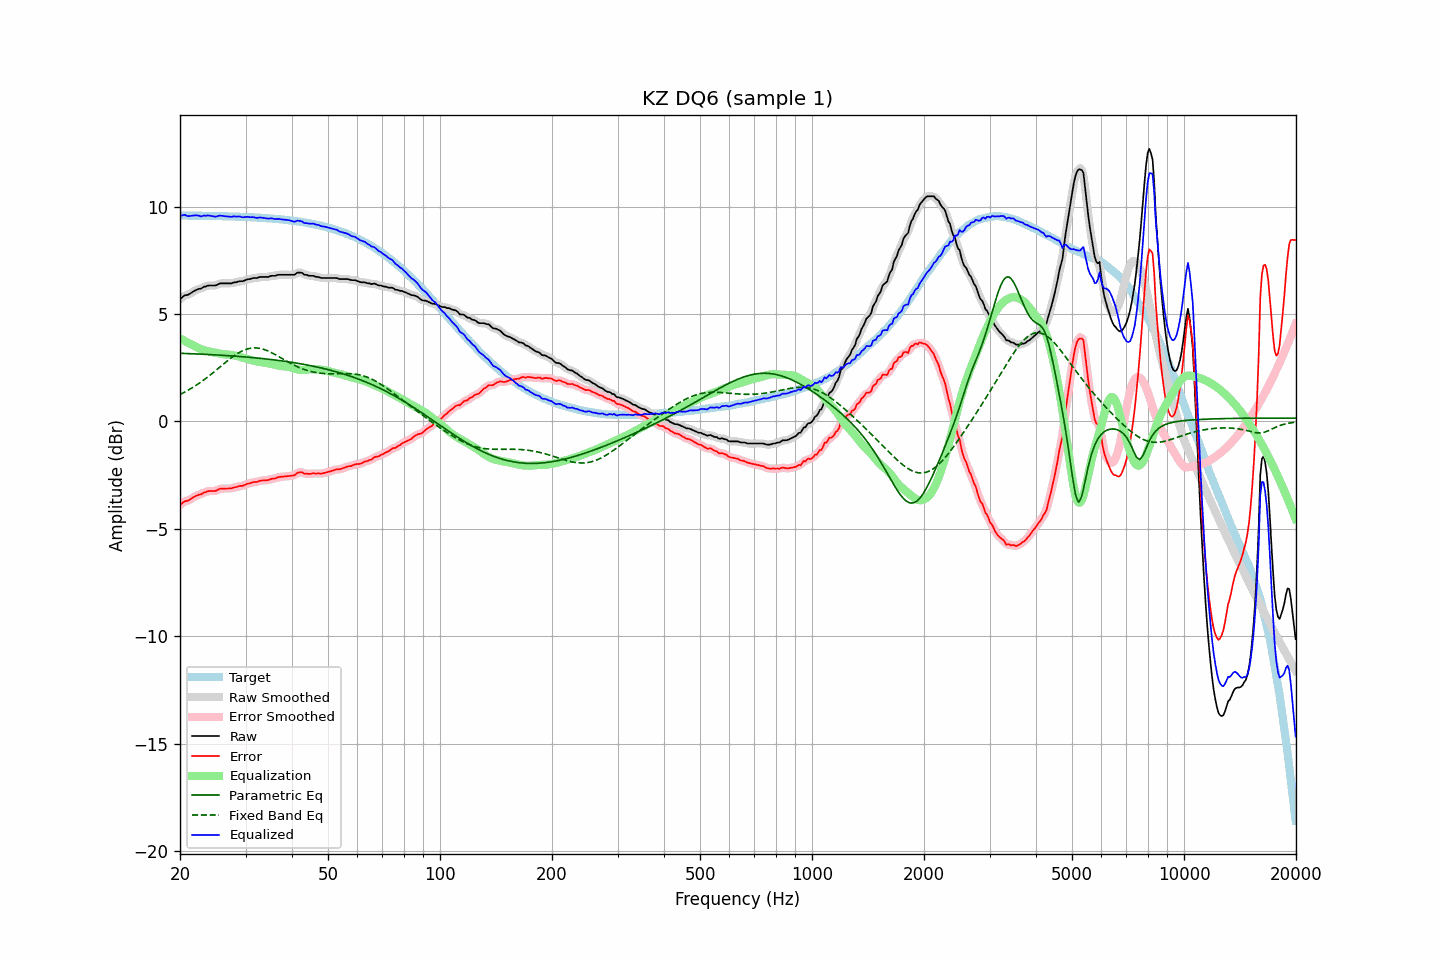 KZ DQ6 (sample 1)
Amplitude (dBr)
10
5
0
−5
−10
−15
−20
Target
Raw Smoothed
Error Smoothed
Raw
Error
Equalization
Parametric Eq
Fixed Band Eq
Equalized
20 50 100 200 500 1000 2000 5000 10000 20000
Frequency (Hz)